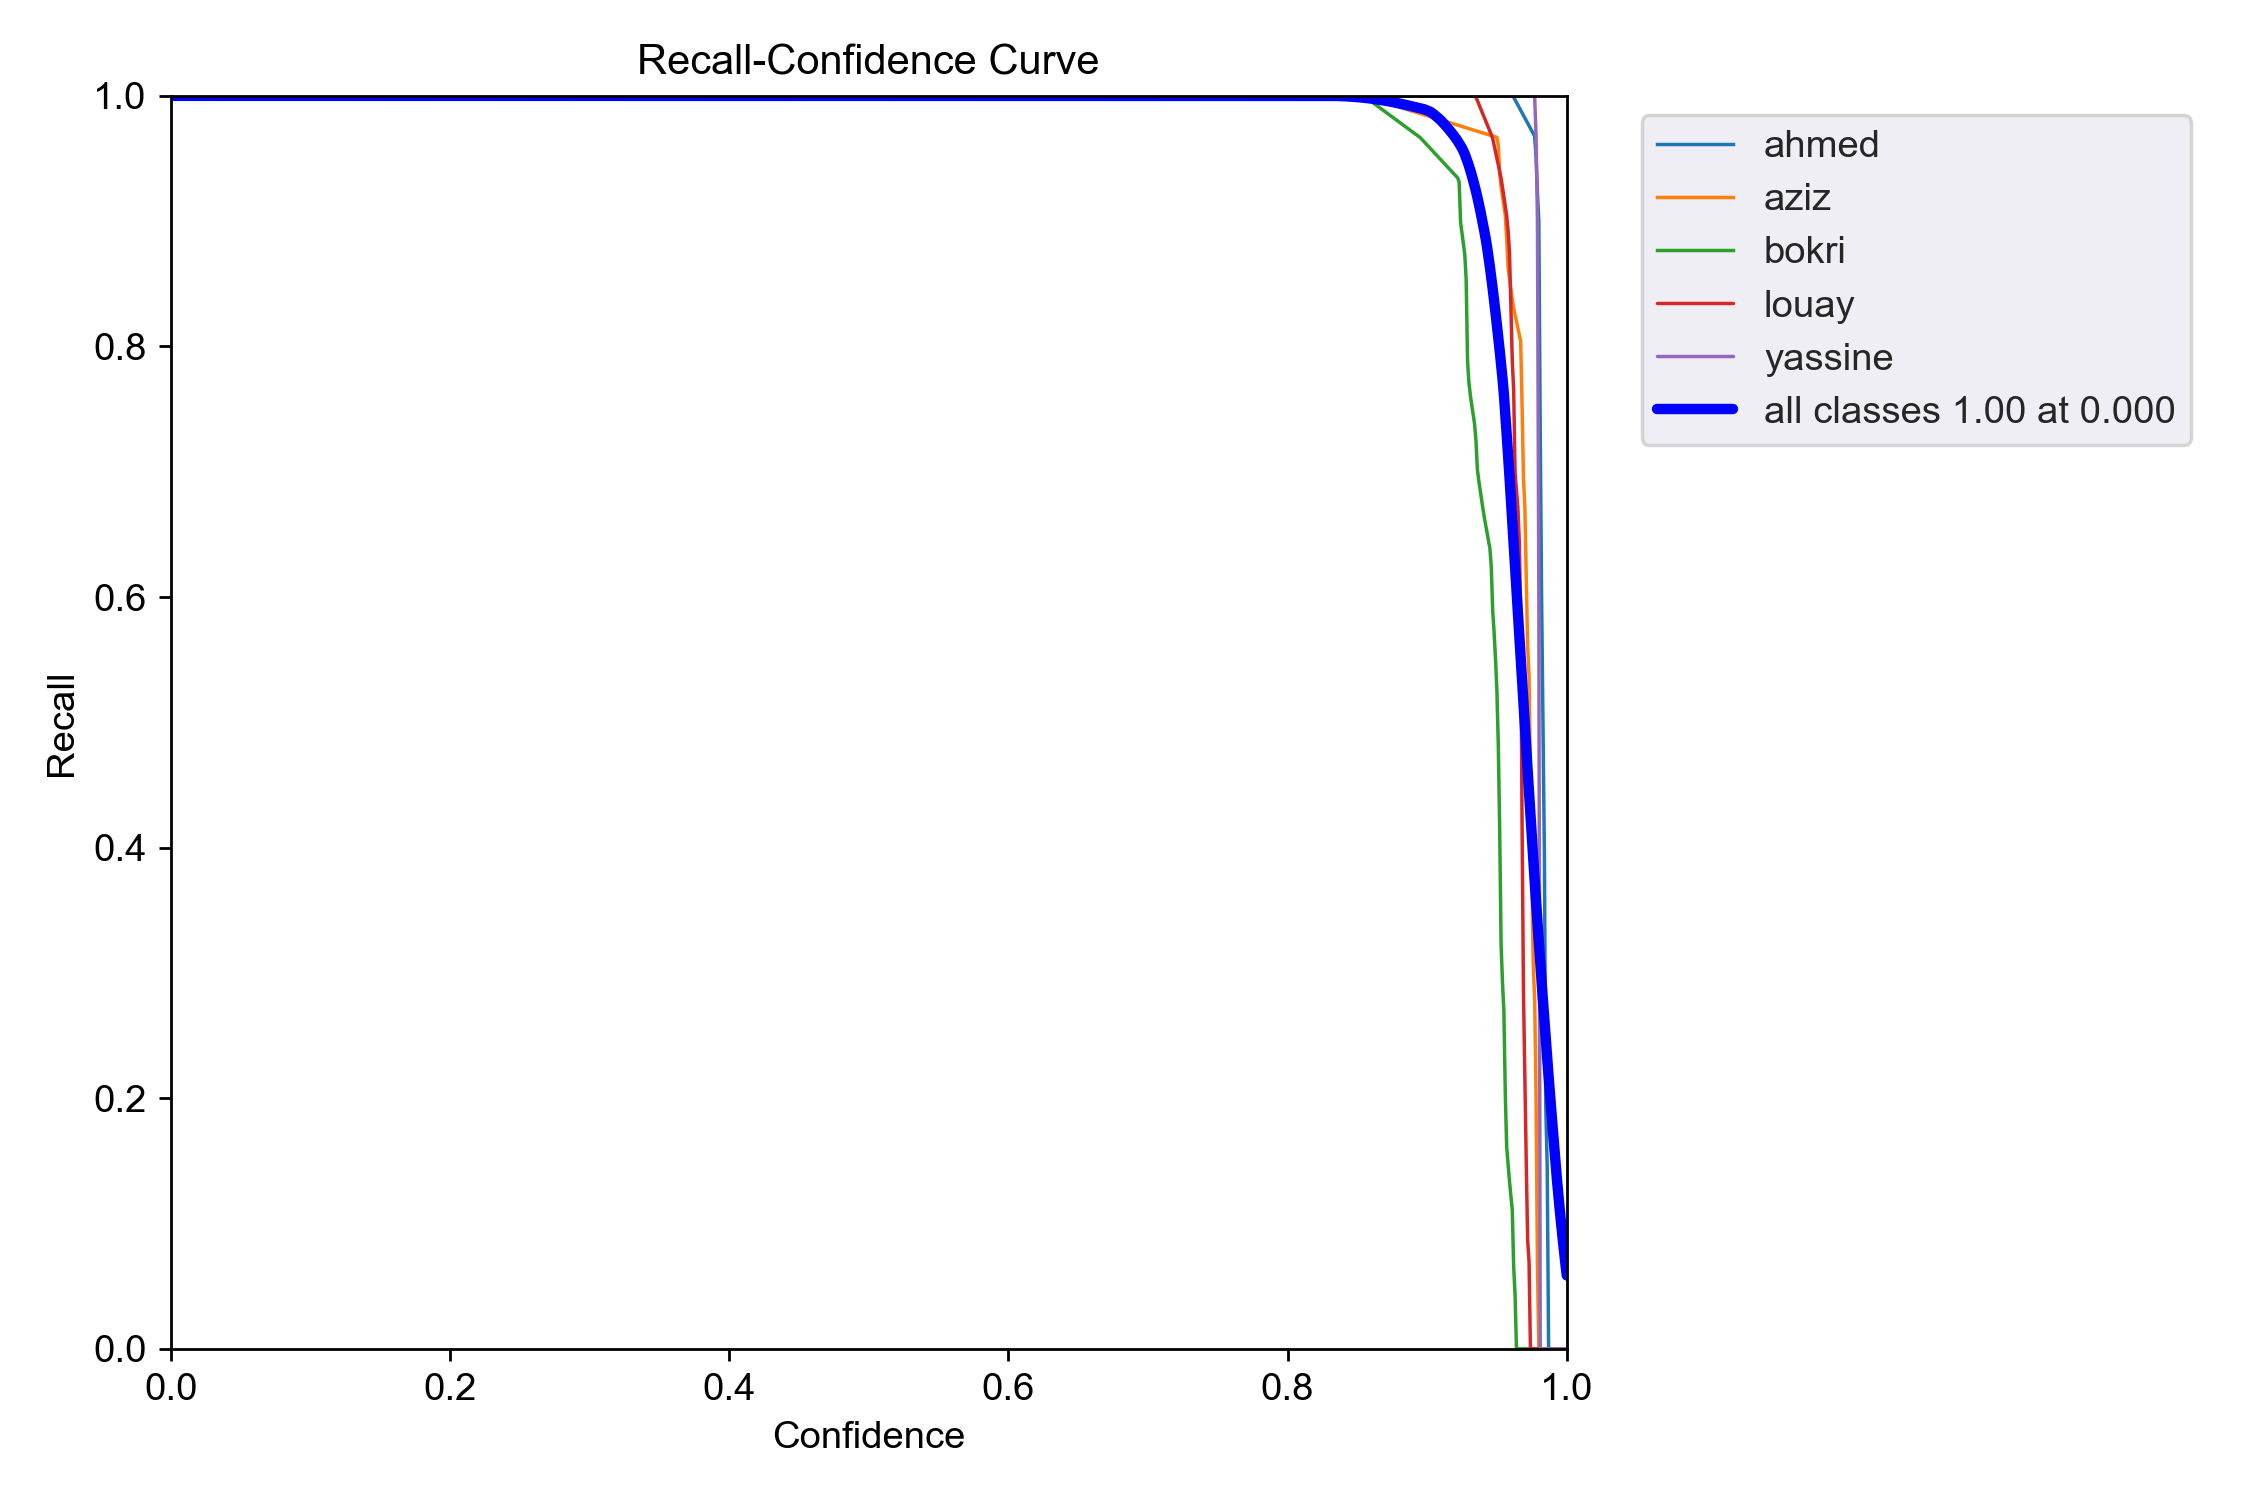 Recall-Confidence Curve
1.0
0.8
0.6
0.4
0.2
0.0
Recall
0.0 0.2 0.4 0.6 0.8 1.0
Confidence
ahmed
aziz
bokri
louay
yassine
all classes 1.00 at 0.000